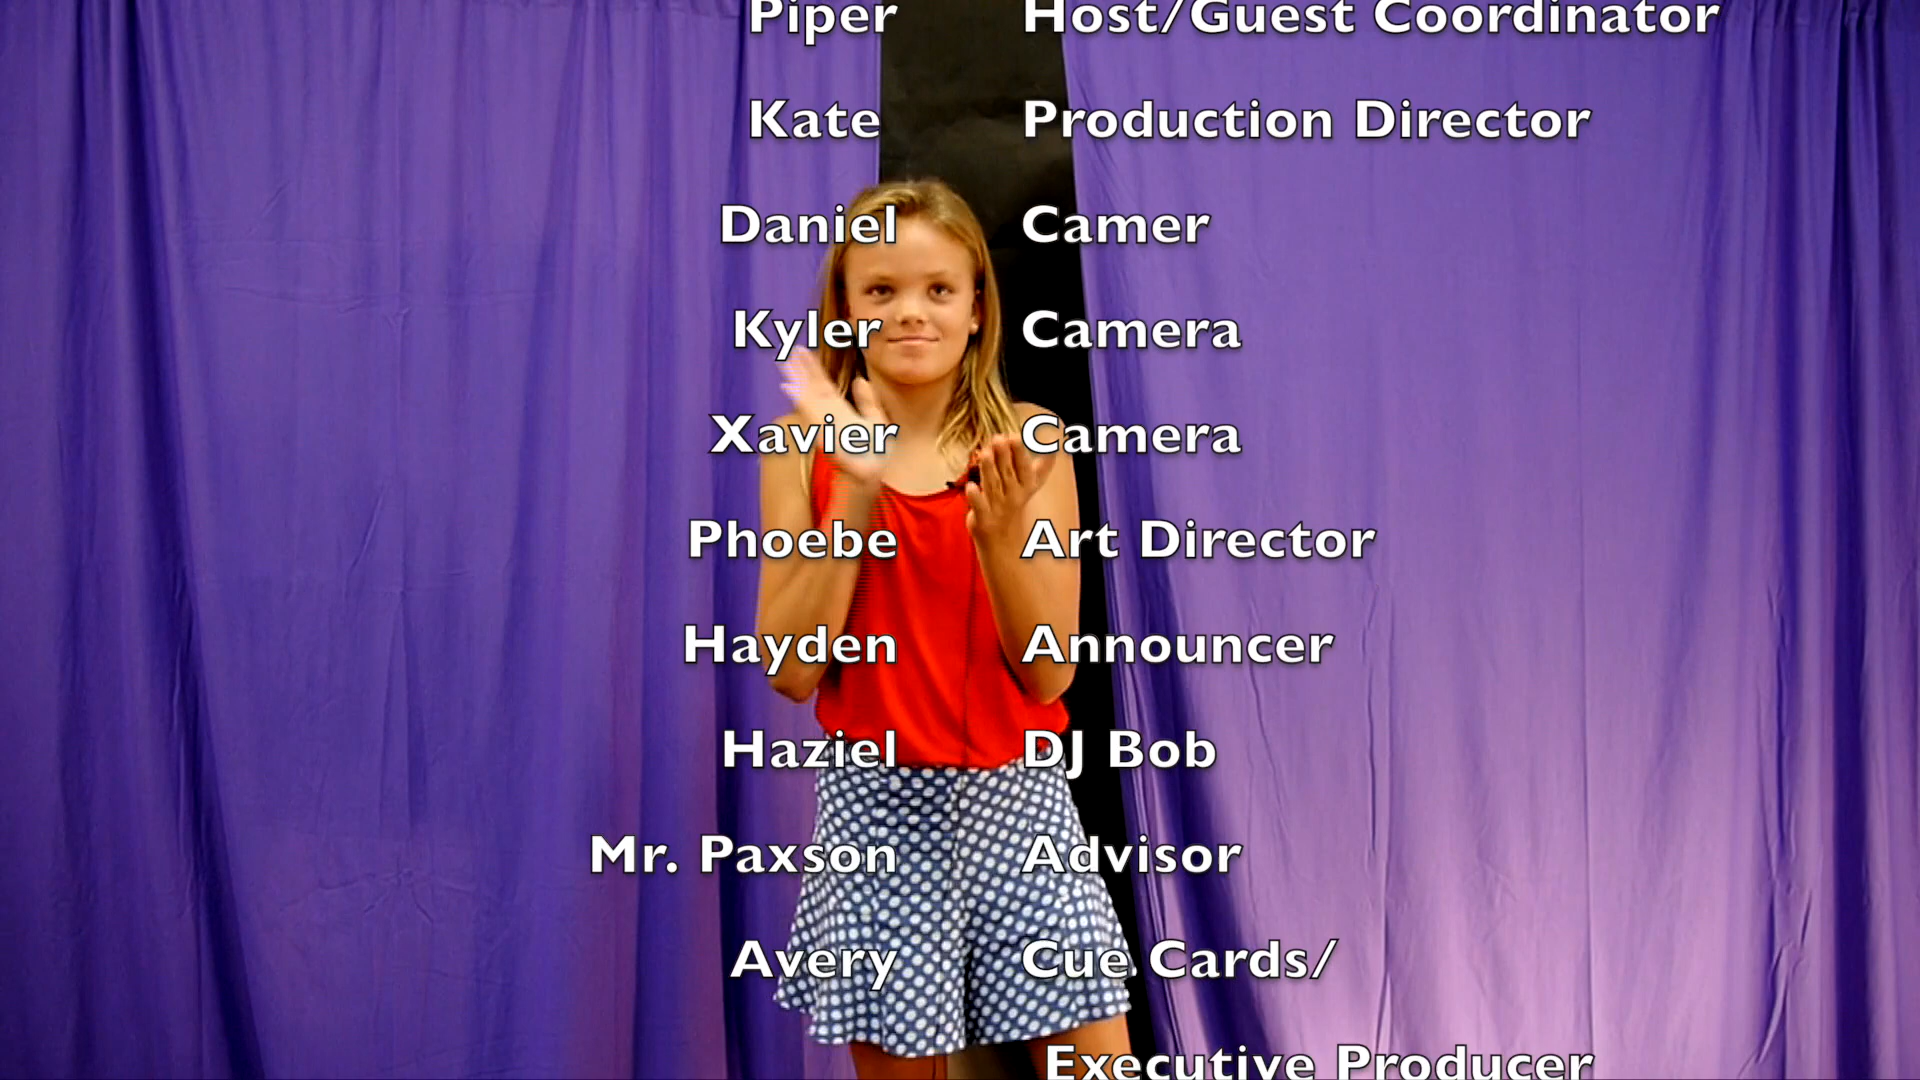 Piper Host/Guest Coordinator
Kate Production Director
Daniel Camer
Kyler Camera
Xavier Camera
Phoebe Art Director
Hayden Announcer
Haziel DJ Bob
Mr. Paxson Advisor
Avery Cue Cards/
Executive Producer